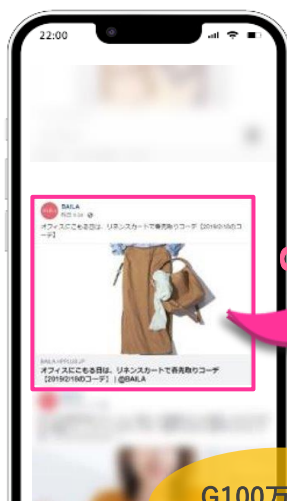 22:00
BAILA
オフィスにこもる日は、リネンスカートで春先取りコーデ【2019/2/19のコ
ーデ】
BAILA.HPPLUS.JP
オフィスにこもる日は、リネンスカートで春先取りコーデ
【2019/2/19のコーデ】 | @BAILA
G100万